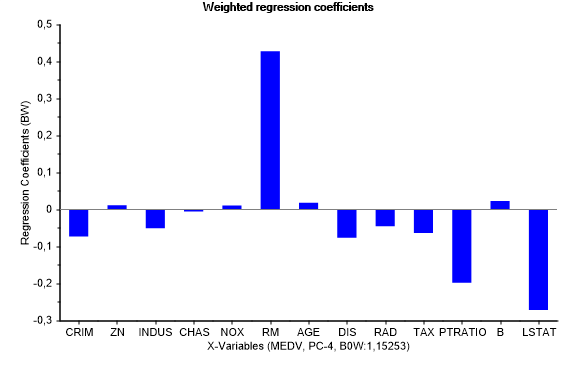 Weighted regression coefficients
Regression Coefficients (BW)
0,5
0,4
0,3
0,2
0,1
0
-0,1
-0,2
-0,3
CRIM ZN INDUS CHAS NOX RM AGE DIS RAD TAX PTRATIO B LSTAT
X-Variables (MEDV, PC-4, B0W:1,15253)